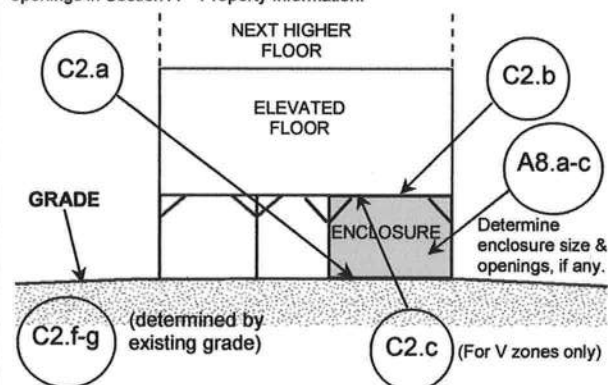 openings in Section A - Property Information.
NEXT HIGHER
FLOOR
C2.a
C2.b
ELEVATED
FLOOR
A8.a-c
GRADE
ENCLOSURE
Determine
enclosure size &
openings, if any.
C2.f-g
(determined by
existing grade)
C2.c
(For V zones only)